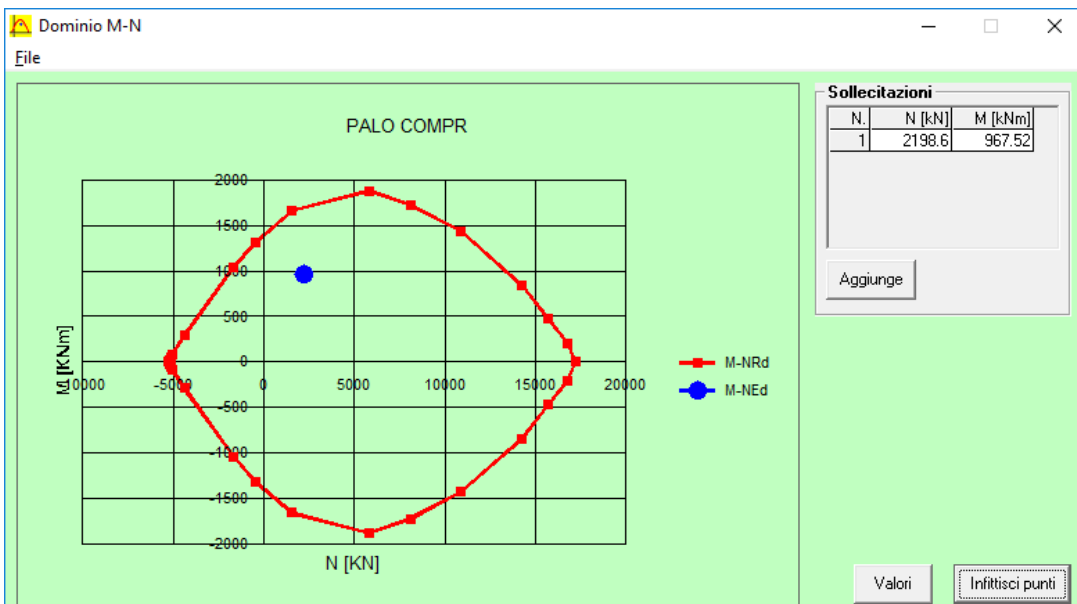 Dominio M-N
File
PALO COMPR
2000
1500
1000
500
0
-500
-1000
-1500
-2000
M [KNm]
-10000 -5000 0 5000 10000 15000 20000
N [KN]
M-NRd
M-NEd
Sollecitazioni
N. N [kN] M [kNm]
1 2198.6 967.52
Aggiunge
Valori
Infittisci punti